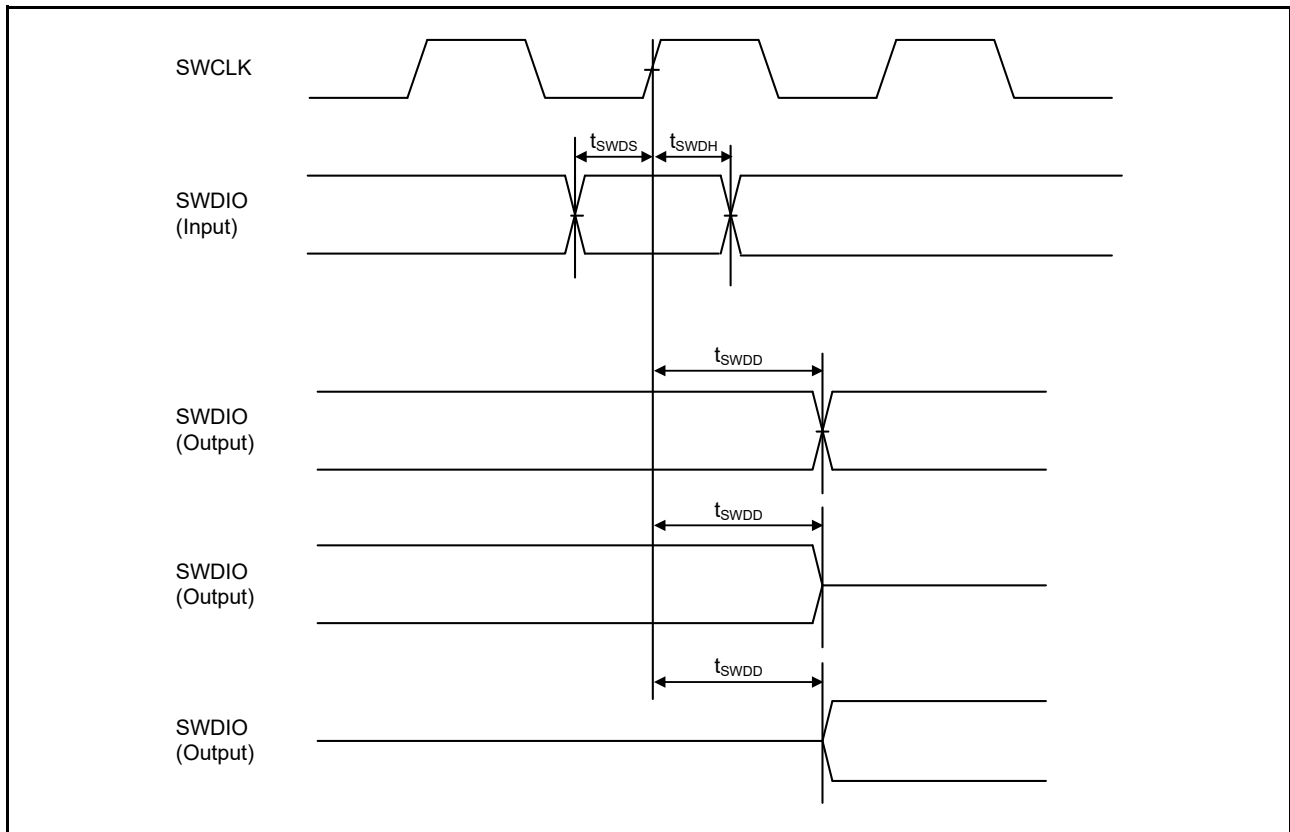 SWCLK
tSWDS
tSWDH
SWDIO
(Input)
tSWDD
SWDIO
(Output)
tSWDD
SWDIO
(Output)
tSWDD
SWDIO
(Output)